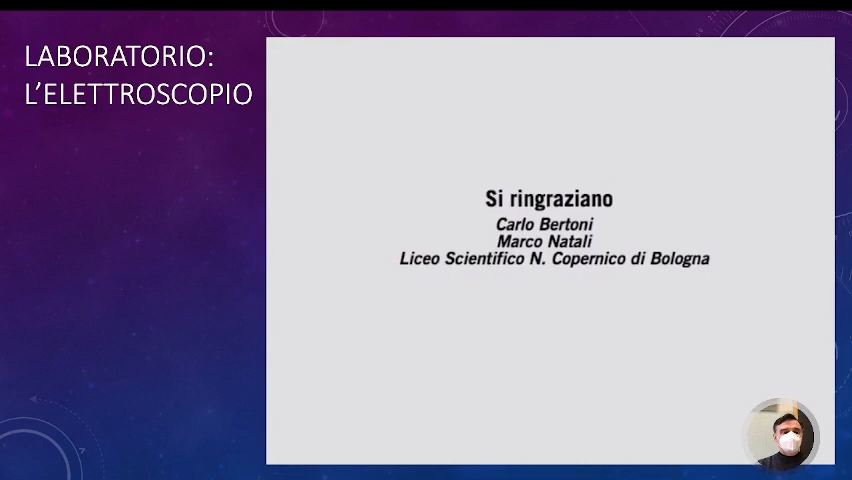 LABORATORIO:
L'ELETTROSCOPIO
Si ringraziano
Carlo Bertoni
Marco Natali
Liceo Scientifico N. Copernico di Bologna